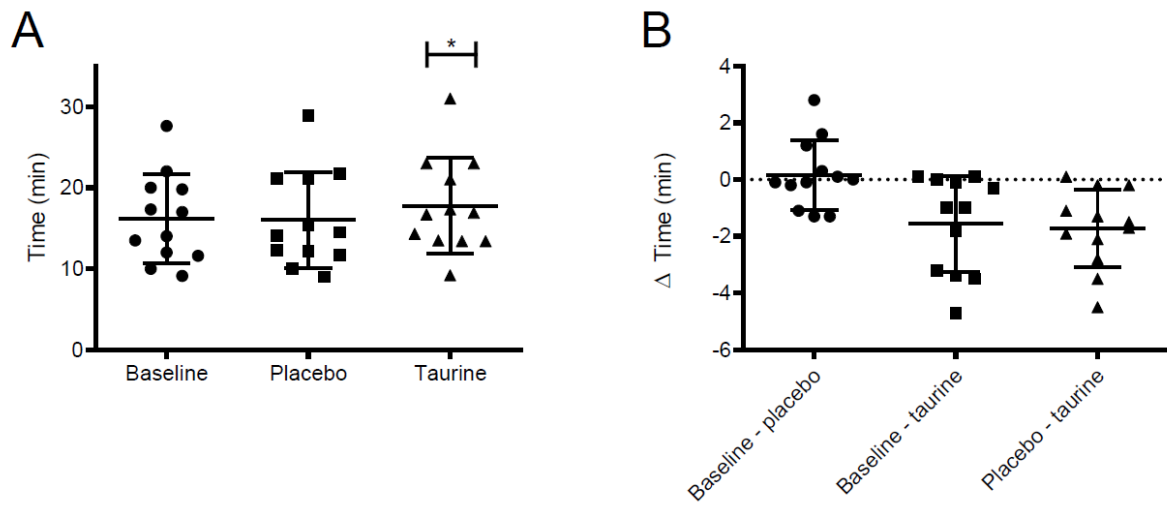 A
Time (min)
30
20
10
0
*
Baseline
Placebo
Taurine
B
Δ Time (min)
4
2
0
-2
-4
-6
Baseline - placebo
Baseline - taurine
Placebo - taurine